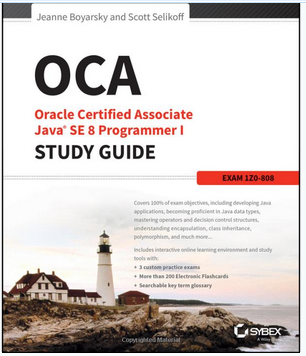 Jeanne Boyarsky and Scott Selikoff
OCA
Oracle Certified Associate
Java® SE 8 Programmer I
STUDY GUIDE
EXAM 1Z0-808
Covers 100% of exam objectives, including developing Java
applications, becoming proficient in Java data types,
mastering operators and decision control structures,
understanding encapsulation, class inheritance,
polymorphism, and much more...
Includes interactive online learning environment and study
tools with:
+ 3 custom practice exams
+ More than 200 Electronic Flashcards
+ Searchable key term glossary
Copyrighted Material
SYBEX
A Wiley Brand